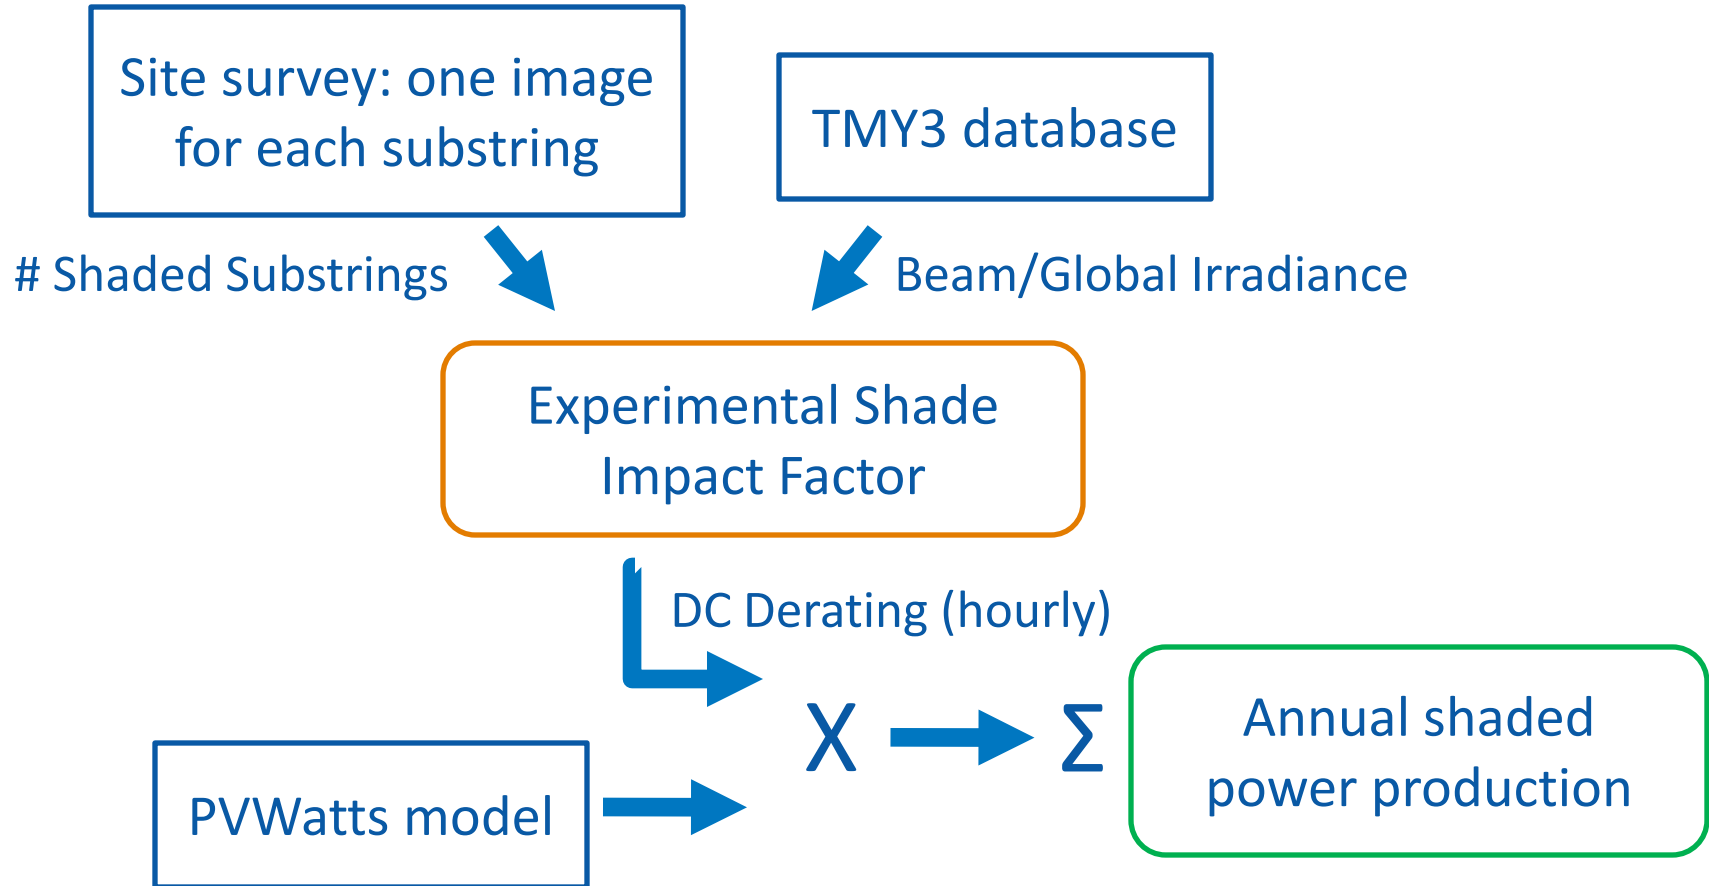 Site survey: one image
for each substring
TMY3 database
# Shaded Substrings
Beam/Global Irradiance
Experimental Shade
Impact Factor
DC Derating (hourly)
X
Σ
Annual shaded
power production
PVWatts model